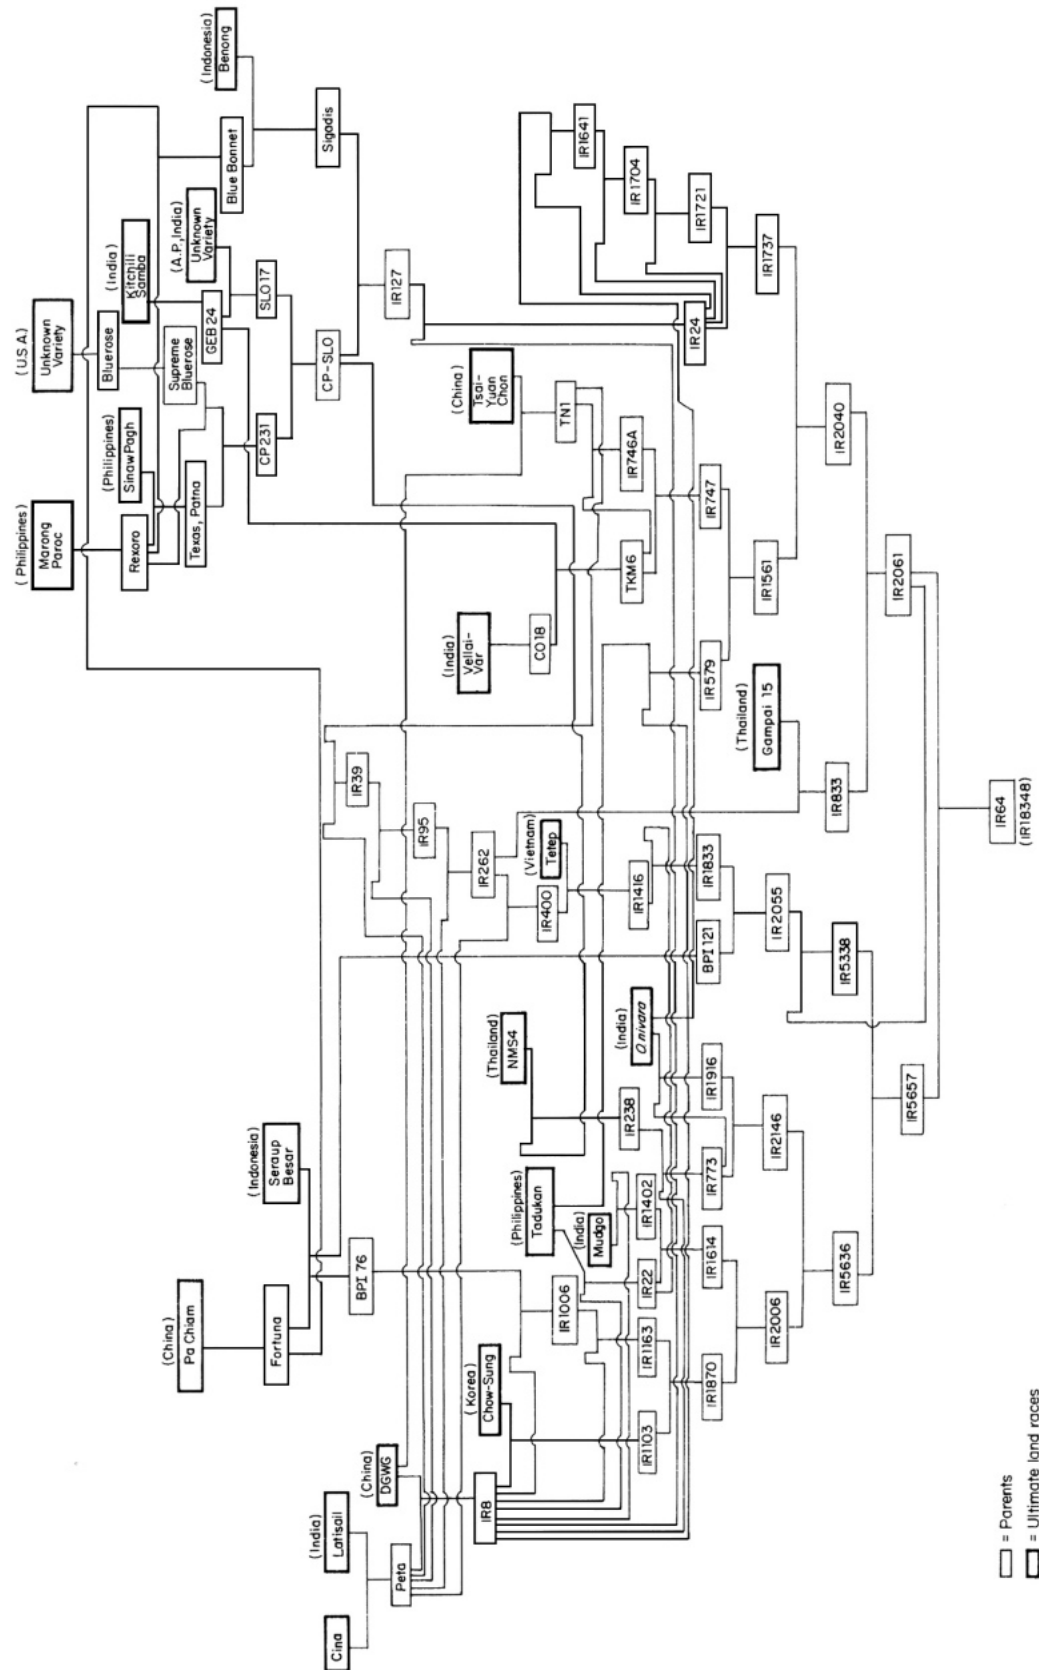 (China)
Pa Chiam
(Philippines)
Marong
Paroc
(U.S.A.)
Unknown
Variety
(Indonesia)
Seraup
Besar
(Philippines)
Sinaw Pagh
Bluerose
(India)
Kitchili
Samba
(Indonesia)
Benong
Fortuna
Rexoro
Supreme
Bluerose
(A.P., India)
Unknown
Variety
Texas, Patna
GEB 24
Blue Bonnet
Cina
(India)
Latisail
(China)
DGWG
BPI 76
IR39
CP231
SLO 17
Sigadis
Peta
IR95
CP-SLO
IR127
IR262
(India)
Vellai-
Var
(China)
Tsai-
Yuan
Chon
IR8
(Korea)
Chow-Sung
(Thailand)
NMS4
(Vietnam)
Tetep
IR400
CO18
TN1
IR1641
(Philippines)
Tadukan
IR1006
(India)
Mudgo
IR1103
IR1163
IR22
IR1402
IR238
(India)
O nivara
IR1416
TKM6
IR746A
IR1704
IR24
IR1870
IR1614
IR773
IR1916
BPI 121
IR1833
IR579
IR747
IR1721
IR2006
IR2146
IR2055
(Thailand)
Gampai 15
IR1561
IR1737
IR5636
IR5338
IR833
IR2040
IR5657
IR2061
IR64
(IR18348)
= Parents
= Ultimate land races